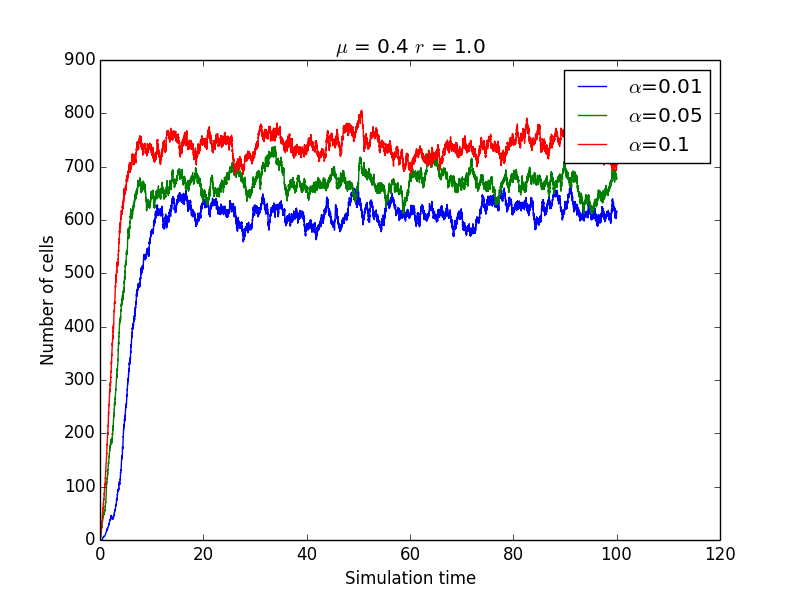 μ = 0.4 r = 1.0
900
800
700
600
500
400
300
200
100
0
Number of cells
α=0.01
α=0.05
α=0.1
0 20 40 60 80 100 120
Simulation time